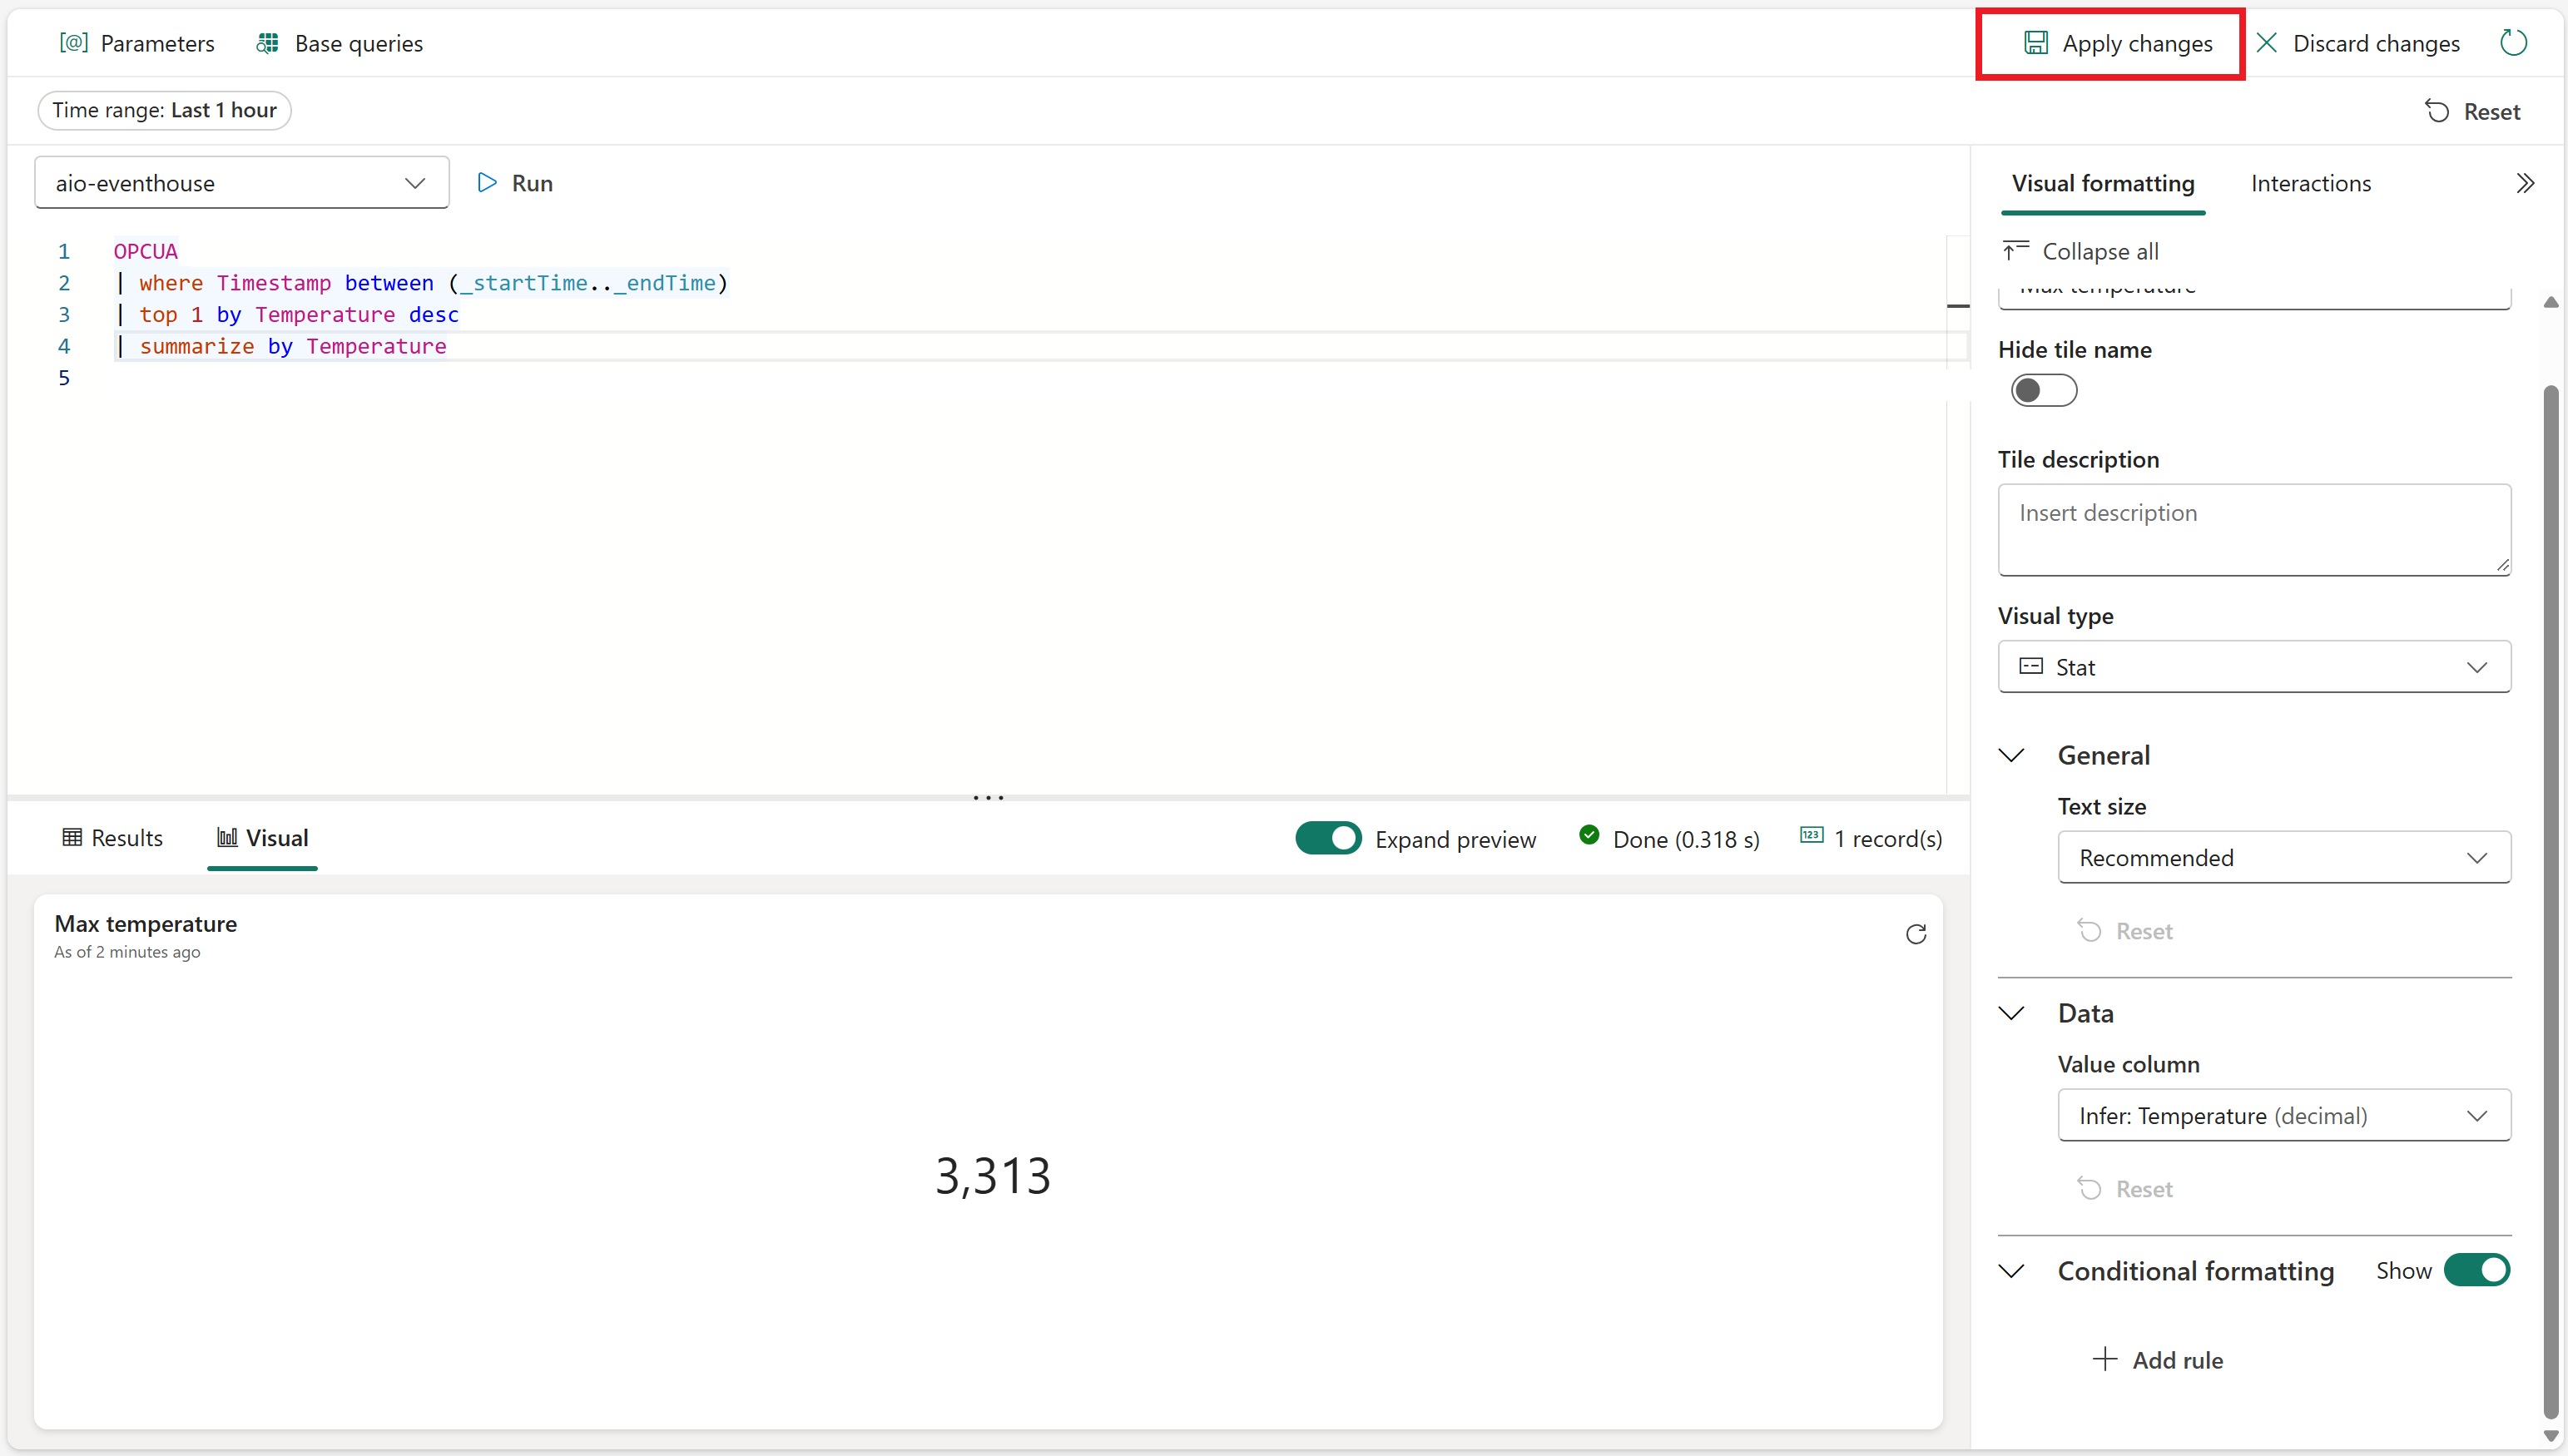 Parameters
Base queries
Apply changes
Discard changes
Time range: Last 1 hour
Reset
aio-eventhouse
Run
1 OPCUA
2 | where Timestamp between (_startTime.._endTime)
3 | top 1 by Temperature desc
4 | summarize by Temperature
5
Results
Visual
Expand preview
Done (0.318 s)
123
1 record(s)
Max temperature
As of 2 minutes ago
3,313
Visual formatting
Interactions
Collapse all
Max temperature
Hide tile name
Tile description
Insert description
Visual type
Stat
General
Text size
Recommended
Reset
Data
Value column
Infer: Temperature (decimal)
Reset
Conditional formatting
Show
Add rule